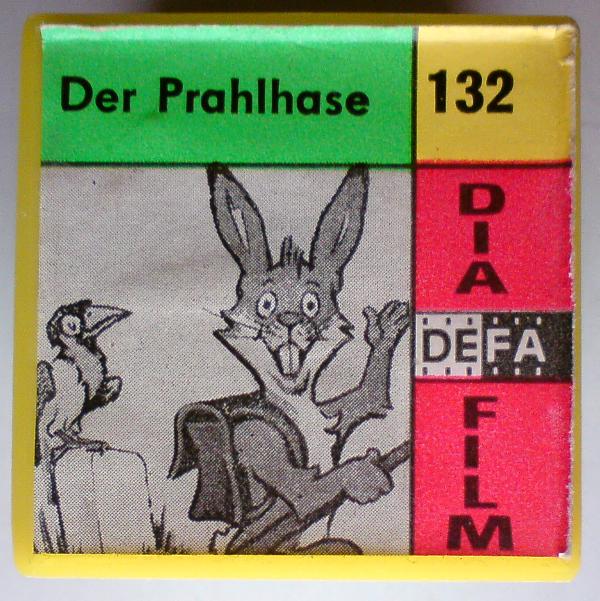 Der Prahlhase
132
DIA
DEFA
FILM